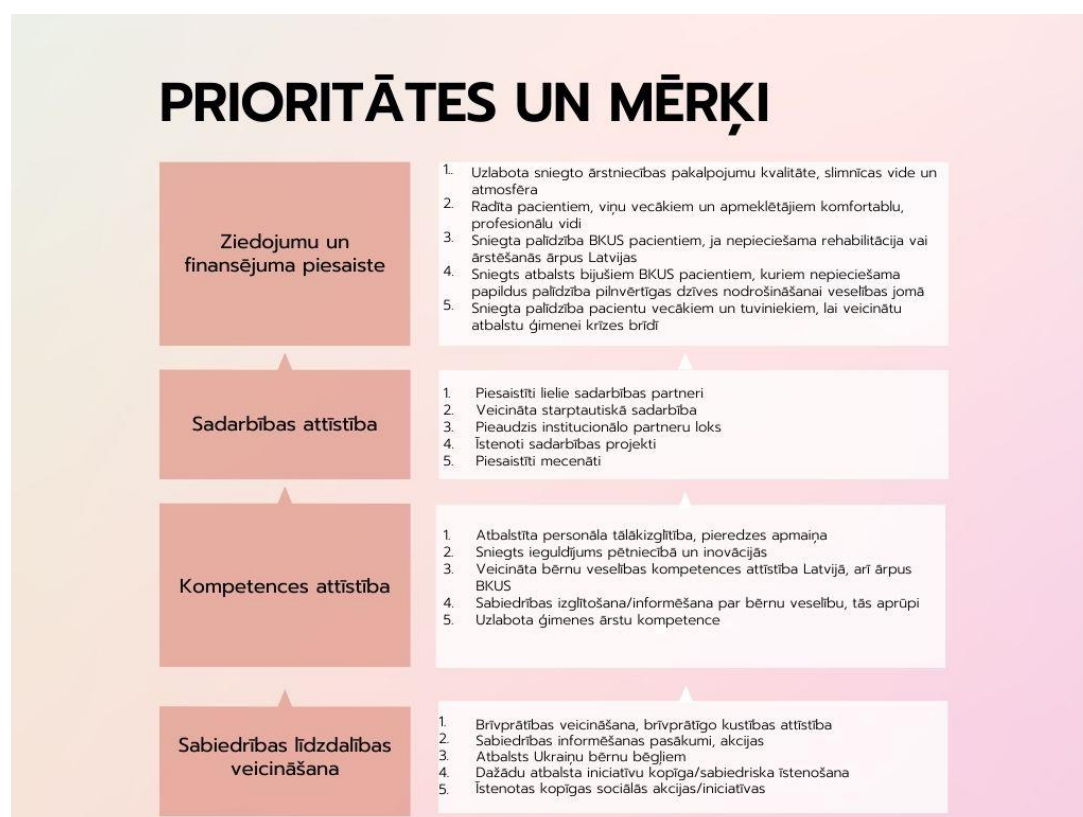 PRIORITĀTES UN MĒRĶI
Ziedojumu un
finansējuma piesaiste
1.. Uzlabota sniegto ārstniecības pakalpojumu kvalitāte, slimnīcas vide un
atmosfēra
2. Radīta pacientiem, viņu vecākiem un apmeklētājiem komfortablu,
profesionālu vidi
3. Sniegta palīdzība BKUS pacientiem, ja nepieciešama rehabilitācija vai
ārstēšanās ārpus Latvijas
4. Sniegts atbalsts bijušiem BKUS pacientiem, kuriem nepieciešama
papildus palīdzība pilnvērtīgas dzīves nodrošināšanai veselības jomā
5. Sniegta palīdzība pacientu vecākiem un tuviniekiem, lai veicinātu
atbalstu ģimenei krīzes brīdī
Sadarbības attīstība
1. Piesaistīti lielie sadarbības partneri
2. Veicināta starptautiskā sadarbība
3. Pieaudzis institucionālo partneru loks
4. Īstenoti sadarbības projekti
5. Piesaistīti mecenāti
Kompetences attīstība
1. Atbalstīta personāla tālākizglītība, pieredzes apmaiņa
2. Sniegts ieguldījums pētniecībā un inovācijās
3. Veicināta bērnu veselības kompetences attīstība Latvijā, arī ārpus
BKUS
4. Sabiedrības izglītošana/informēšana par bērnu veselību, tās aprūpi
5. Uzlabota ģimenes ārstu kompetence
Sabiedrības līdzdalības
veicināšana
1. Brīvprātības veicināšana, brīvprātīgo kustības attīstība
2. Sabiedrības informēšanas pasākumi, akcijas
3. Atbalsts Ukraiņu bērnu bēgļiem
4. Dažādu atbalsta iniciatīvu kopīga/sabiedriska īstenošana
5. Īstenotas kopīgas sociālās akcijas/iniciatīvas